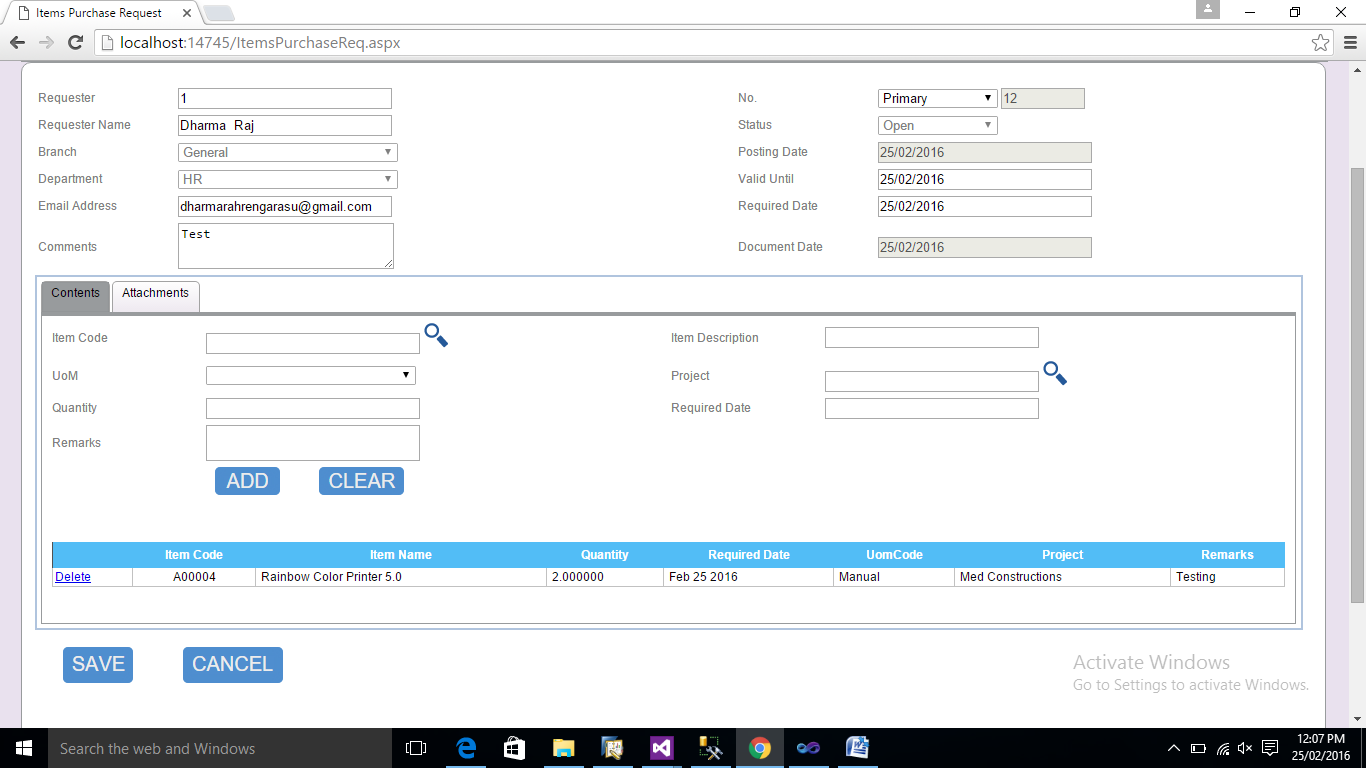 Items Purchase Request
localhost:14745/ItemsPurchaseReq.aspx
Requester 1 No. Primary 12
Requester Name Dharma Raj Status Open
Branch General Posting Date 25/02/2016
Department HR Valid Until 25/02/2016
Email Address dharmarahrengarasu@gmail.com Required Date 25/02/2016
Comments Test Document Date 25/02/2016
Contents Attachments
Item Code Item Description
UoM Project
Quantity Required Date
Remarks
ADD CLEAR
Item Code Item Name Quantity Required Date UomCode Project Remarks
Delete A00004 Rainbow Color Printer 5.0 2.000000 Feb 25 2016 Manual Med Constructions Testing
SAVE CANCEL
Activate Windows
Go to Settings to activate Windows.
Search the web and Windows
12:07 PM
25/02/2016